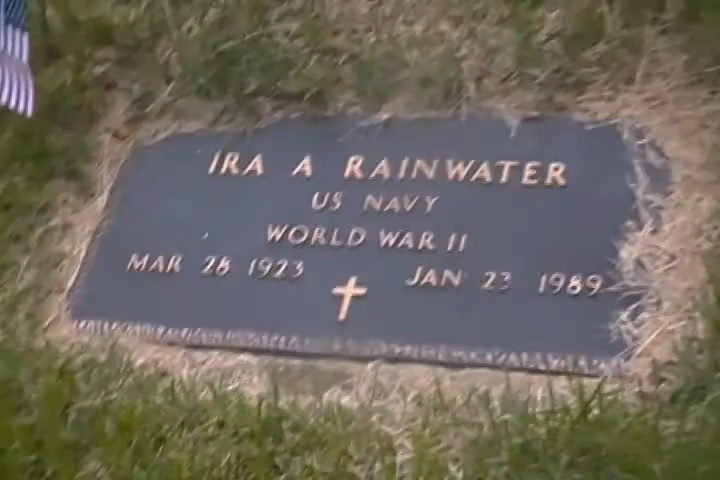 IRA A RAINWATER
US NAVY
WORLD WAR II
MAR 28 1923 JAN 23 1989